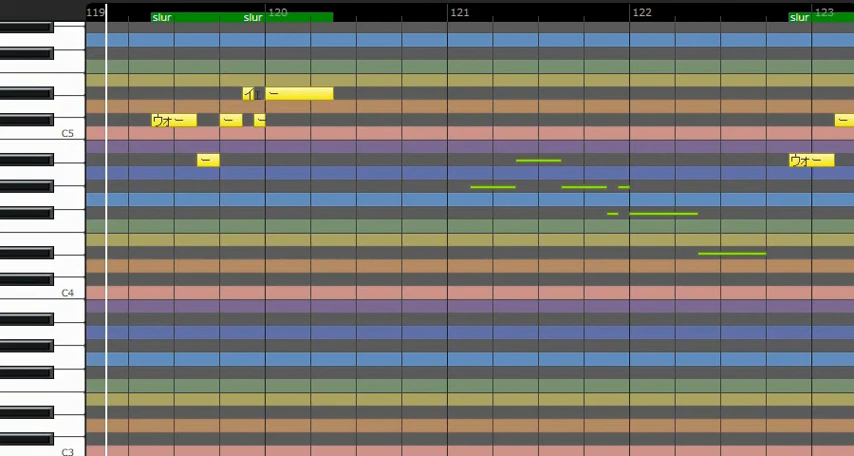 119 120 121 122 123
slur slur slur
イ ー
ウォー ー ー ー
C5
ー ウォー
C4
C3